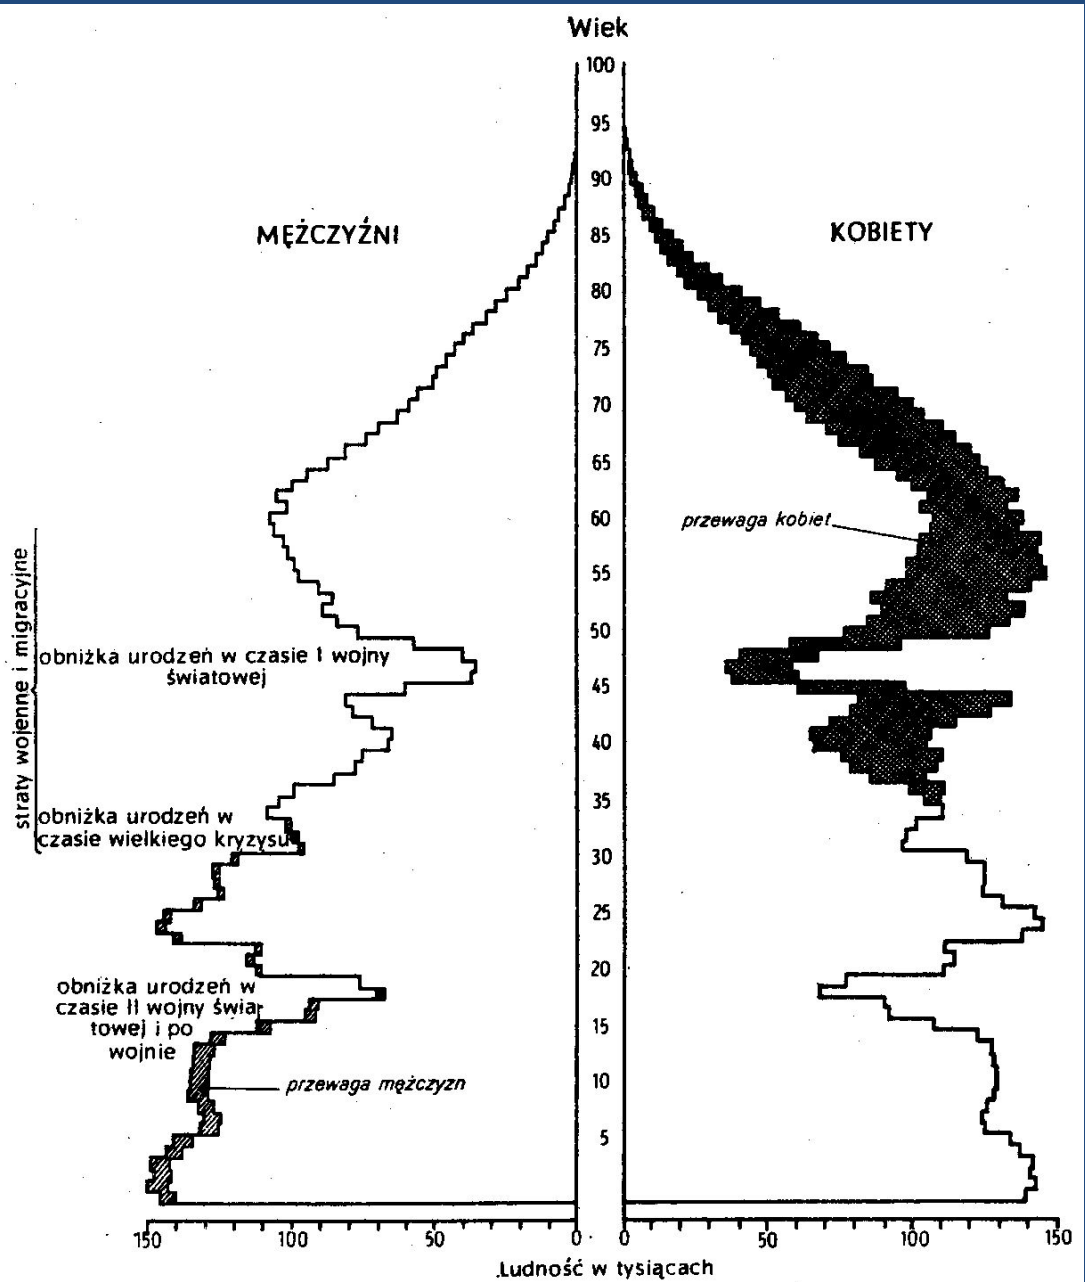 Wiek
100
95
90
85
80
75
70
65
60
55
50
45
40
35
30
25
20
15
10
5
MĘŻCZYŹNI
KOBIETY
przewaga kobiet
straty wojenne i migracyjne
obniżka urodzeń w czasie I wojny
światowej
obniżka urodzeń w
czasie wielkiego kryzysu
obniżka urodzeń w
czasie II wojny świa-
towej i po
wojnie
przewaga mężczyzn
150 100 50 0 0 50 100 150
Ludność w tysiącach